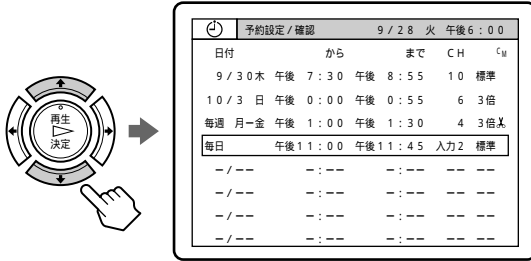 予約設定/確認 9/28 火 午後6:00
日付 から まで CH CM
9/30木 午後 7:30 午後 8:55 10 標準
10/3 日 午後 0:00 午後 0:55 6 3倍
毎週 月ー金 午後 1:00 午後 1:30 4 3倍
毎日 午後11:00 午後11:45 入力2 標準
ー/ーー ー:ーー ー:ーー ーー ーー
ー/ーー ー:ーー ー:ーー ーー ーー
ー/ーー ー:ーー ー:ーー ーー ーー
ー/ーー ー:ーー ー:ーー ーー ーー
再生
決定